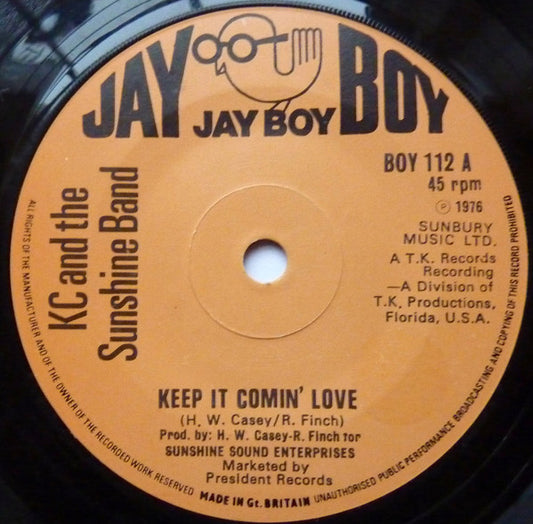 JAY BOY
JAY BOY
BOY 112 A
45 rpm
℗ 1976
SUNBURY
MUSIC LTD.
A T.K. Records
Recording
—A Division of
T.K. Productions,
Florida, U.S.A.
KC and the
Sunshine Band
KEEP IT COMIN' LOVE
(H. W. Casey/R. Finch)
Prod. by: H. W. Casey-R. Finch for
SUNSHINE SOUND ENTERPRISES
Marketed by
President Records
ALL RIGHTS OF THE MANUFACTURER AND OF THE OWNER OF THE RECORDED WORK RESERVED
MADE IN Gt. BRITAIN
UNAUTHORISED PUBLIC PERFORMANCE BROADCASTING AND COPYING OF THIS RECORD PROHIBITED